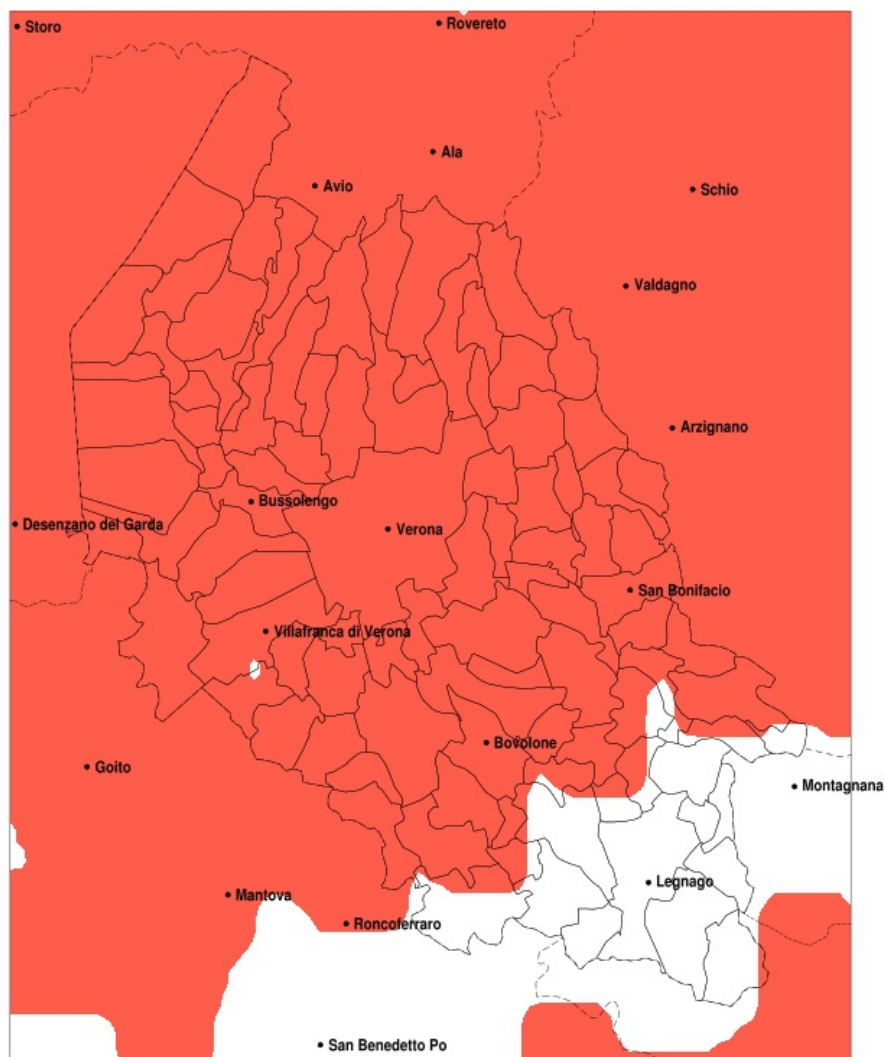 Storo
Rovereto
Ala
Avio
Schio
Valdagno
Arzignano
Bussolengo
Desenzano del Garda
Verona
San Bonifacio
Villafranca di Verona
Bovolone
Goito
Montagnana
Legnago
Mantova
Roncoferraro
San Benedetto Po